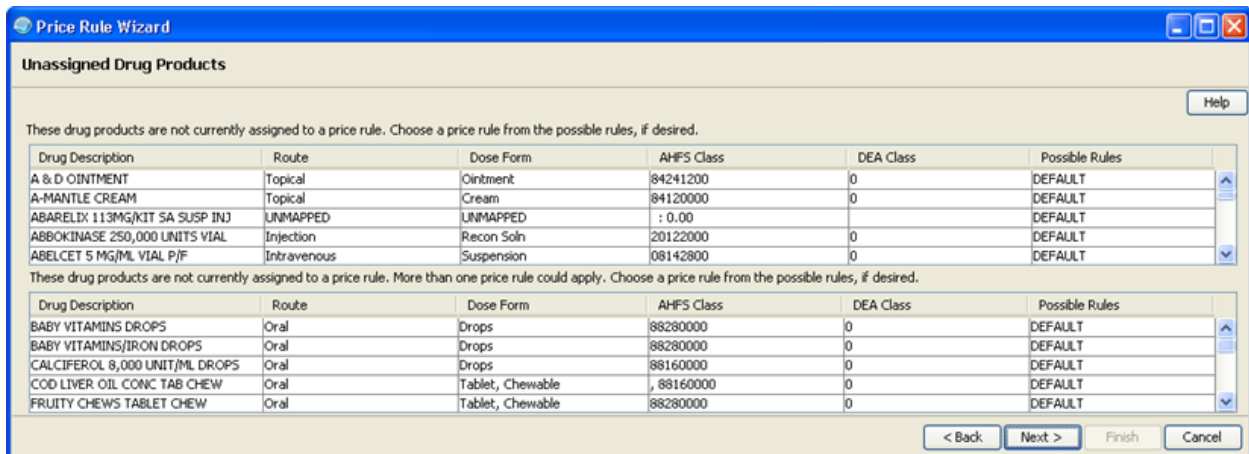 Price Rule Wizard
Unassigned Drug Products
Help
These drug products are not currently assigned to a price rule. Choose a price rule from the possible rules, if desired.
Drug Description Route Dose Form AHFS Class DEA Class Possible Rules
A & D OINTMENT Topical Ointment 84241200 0 DEFAULT
A-MANTLE CREAM Topical Cream 84120000 0 DEFAULT
ABARELIX 113MG/KIT SA SUSP INJ UNMAPPED UNMAPPED : 0.00 DEFAULT
ABBOKINASE 250,000 UNITS VIAL Injection Recon Soln 20122000 0 DEFAULT
ABELCET 5 MG/ML VIAL P/F Intravenous Suspension 08142800 0 DEFAULT
These drug products are not currently assigned to a price rule. More than one price rule could apply. Choose a price rule from the possible rules, if desired.
Drug Description Route Dose Form AHFS Class DEA Class Possible Rules
BABY VITAMINS DROPS Oral Drops 88280000 0 DEFAULT
BABY VITAMINS/IRON DROPS Oral Drops 88280000 0 DEFAULT
CALCIFEROL 8,000 UNIT/ML DROPS Oral Drops 88160000 0 DEFAULT
COD LIVER OIL CONC TAB CHEW Oral Tablet, Chewable , 88160000 0 DEFAULT
FRUITY CHEWS TABLET CHEW Oral Tablet, Chewable 88280000 0 DEFAULT
< Back Next > Finish Cancel